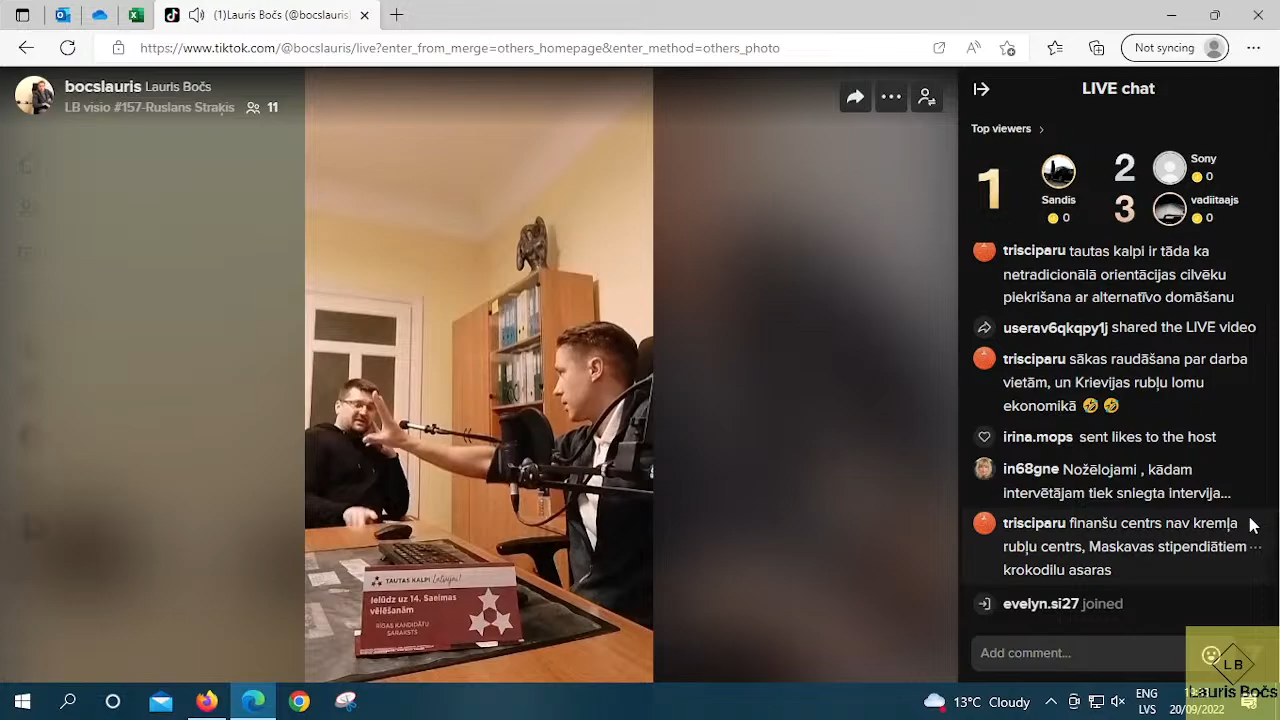 (1)Lauris Bočs (@bocslauris)
https://www.tiktok.com/@bocslauris/live?enter_from_merge=others_homepage&enter_method=others_photo
Not syncing
bocslauris Lauris Bočs
LB visio #157-Ruslans Straķis 11
LIVE chat
Top viewers
1
Sandis
0
2
Sony
0
3
vadiitaajs
0
trisciparu tautas kalpi ir tāda ka
netradicionālā orientācijas cilvēku
piekrišana ar alternatīvo domāšanu
userav6qkqpy1j shared the LIVE video
trisciparu sākas raudāšana par darba
vietām, un Krievijas rubļu lomu
ekonomikā 🤣🤣
irina.mops sent likes to the host
in68gne Nožēlojami , kādam
intervētājam tiek sniegta intervija...
trisciparu finanšu centrs nav kremļa
rubļu centrs, Maskavas stipendiātiem
krokodilu asaras
evelyn.si27 joined
Add comment...
TAUTAS KALPI Latvijai!
Ielūdz uz 14. Saeimas
vēlēšanām
RĪGAS KANDIDĀTU
SARAKSTS
LB
Lauris Bočs
13°C Cloudy
ENG
LVS
20/09/2022